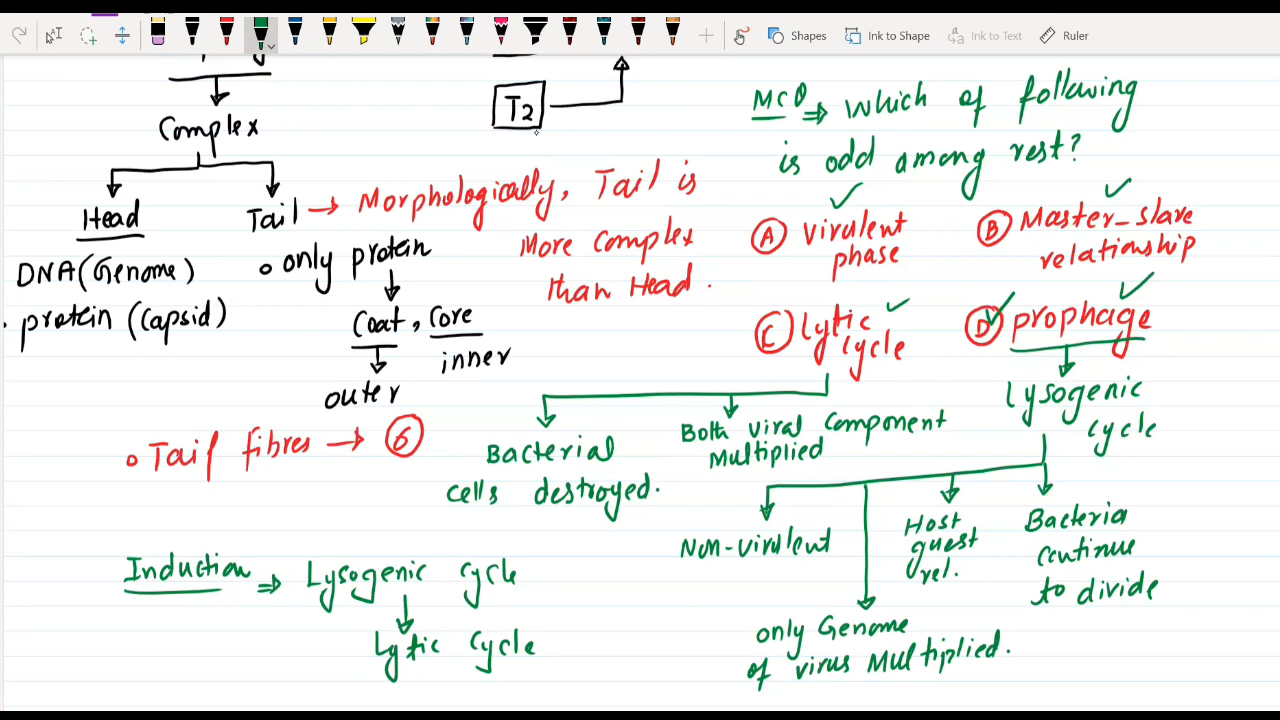 Shapes
Ink to Shape
Ink to Text
Ruler
Complex
Head
Tail → Morphologically, Tail is
More complex
than Head.
DNA (Genome)
• protein (capsid)
• only protein
Coat, Core
outer
inner
• Tail fibres → 6
Induction ⇒ Lysogenic cycle
Lytic cycle
T2
MCQ ⇒ Which of following
is odd among rest?
A virulent
phase
B Master-slave
relationship
C Lytic
cycle
D prophage
Bacterial
cells destroyed.
Both viral component
Multiplied
Lysogenic
cycle
Non-virulent
only Genome
of virus Multiplied.
Host
guest
rel.
Bacteria
continue
to divide